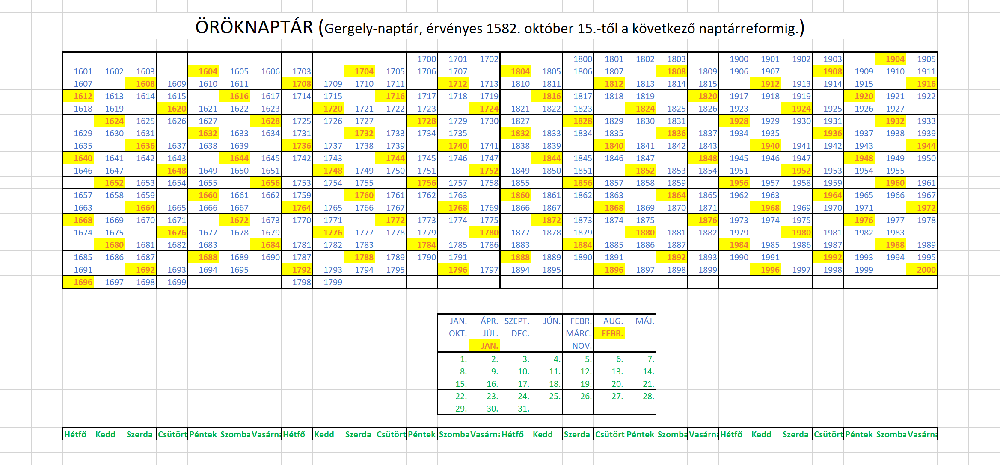 ÖRÖKNAPTÁR (Gergely-naptár, érvényes 1582. október 15.-től a következő naptárreformig.)
1700 1701 1702 1800 1801 1802 1803 1900 1901 1902 1903 1904 1905
1601 1602 1603 1604 1605 1606 1703 1704 1705 1706 1707 1804 1805 1806 1807 1808 1809 1906 1907 1908 1909 1910 1911
1607 1608 1609 1610 1611 1708 1709 1710 1711 1712 1713 1810 1811 1812 1813 1814 1815 1912 1913 1914 1915 1916
1612 1613 1614 1615 1616 1617 1714 1715 1716 1717 1718 1719 1816 1817 1818 1819 1820 1917 1918 1919 1920 1921 1922
1618 1619 1620 1621 1622 1623 1720 1721 1722 1723 1724 1821 1822 1823 1824 1825 1826 1923 1924 1925 1926 1927
1624 1625 1626 1627 1628 1725 1726 1727 1728 1729 1730 1827 1828 1829 1830 1831 1928 1929 1930 1931 1932 1933
1629 1630 1631 1632 1633 1634 1731 1732 1733 1734 1735 1832 1833 1834 1835 1836 1837 1934 1935 1936 1937 1938 1939
1635 1636 1637 1638 1639 1736 1737 1738 1739 1740 1741 1838 1839 1840 1841 1842 1843 1940 1941 1942 1943 1944
1640 1641 1642 1643 1644 1645 1742 1743 1744 1745 1746 1747 1844 1845 1846 1847 1848 1945 1946 1947 1948 1949 1950
1646 1647 1648 1649 1650 1651 1748 1749 1750 1751 1752 1849 1850 1851 1852 1853 1854 1951 1952 1953 1954 1955
1652 1653 1654 1655 1656 1753 1754 1755 1756 1757 1758 1855 1856 1857 1858 1859 1956 1957 1958 1959 1960 1961
1657 1658 1659 1660 1661 1662 1759 1760 1761 1762 1763 1860 1861 1862 1863 1864 1865 1962 1963 1964 1965 1966 1967
1663 1664 1665 1666 1667 1764 1765 1766 1767 1768 1769 1866 1867 1868 1869 1870 1871 1968 1969 1970 1971 1972
1668 1669 1670 1671 1672 1673 1770 1771 1772 1773 1774 1775 1872 1873 1874 1875 1876 1973 1974 1975 1976 1977 1978
1674 1675 1676 1677 1678 1679 1776 1777 1778 1779 1780 1877 1878 1879 1880 1881 1882 1979 1980 1981 1982 1983
1680 1681 1682 1683 1684 1781 1782 1783 1784 1785 1786 1883 1884 1885 1886 1887 1984 1985 1986 1987 1988 1989
1685 1686 1687 1688 1689 1690 1787 1788 1789 1790 1791 1888 1889 1890 1891 1892 1893 1990 1991 1992 1993 1994 1995
1691 1692 1693 1694 1695 1792 1793 1794 1795 1796 1797 1894 1895 1896 1897 1898 1899 1996 1997 1998 1999 2000
1696 1697 1698 1699 1798 1799
JAN. ÁPR. SZEPT. JÚN. FEBR. AUG. MÁJ.
OKT. JÚL. DEC. MÁRC. FEBR.
JAN. NOV.
1. 2. 3. 4. 5. 6. 7.
8. 9. 10. 11. 12. 13. 14.
15. 16. 17. 18. 19. 20. 21.
22. 23. 24. 25. 26. 27. 28.
29. 30. 31.
Hétfő Kedd Szerda Csütört Péntek Szomba Vasárna Hétfő Kedd Szerda Csütört Péntek Szomba Vasárna Hétfő Kedd Szerda Csütört Péntek Szomba Vasárna Hétfő Kedd Szerda Csütört Péntek Szomba Vasárna